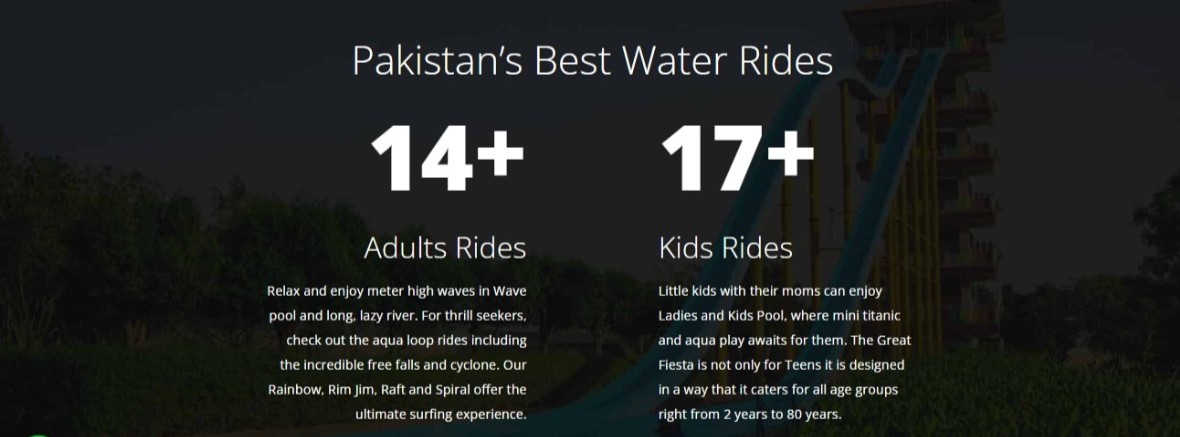 Pakistan’s Best Water Rides
14+
Adults Rides
Relax and enjoy meter high waves in Wave
pool and long, lazy river. For thrill seekers,
check out the aqua loop rides including
the incredible free falls and cyclone. Our
Rainbow, Rim Jim, Raft and Spiral offer the
ultimate surfing experience.
17+
Kids Rides
Little kids with their moms can enjoy
Ladies and Kids Pool, where mini titanic
and aqua play awaits for them. The Great
Fiesta is not only for Teens it is designed
in a way that it caters for all age groups
right from 2 years to 80 years.